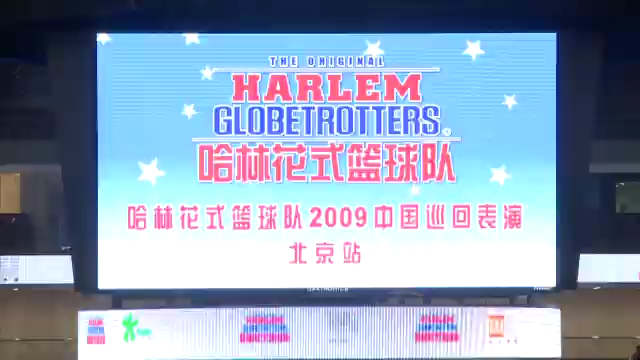 THE ORIGINAL
HARLEM
GLOBETROTTERS
哈林花式篮球队
哈林花式篮球队2009中国巡回表演
北京站